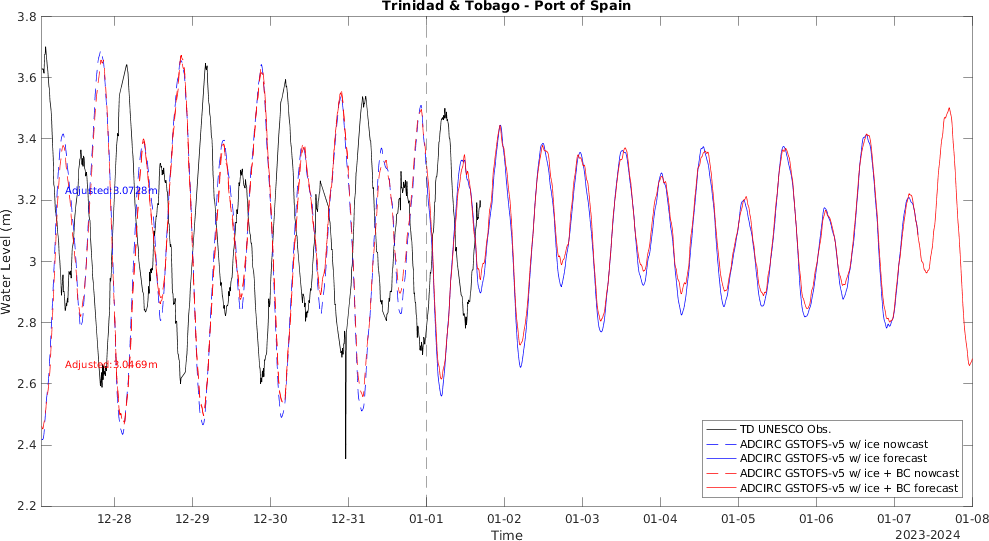 Trinidad & Tobago - Port of Spain
3.8
3.6
3.4
3.2
3
2.8
2.6
2.4
2.2
Water Level (m)
Adjusted:3.0728m
Adjusted:3.0469m
TD UNESCO Obs.
ADCIRC GSTOFS-v5 w/ ice nowcast
ADCIRC GSTOFS-v5 w/ ice forecast
ADCIRC GSTOFS-v5 w/ ice + BC nowcast
ADCIRC GSTOFS-v5 w/ ice + BC forecast
12-28 12-29 12-30 12-31 01-01 01-02 01-03 01-04 01-05 01-06 01-07 01-08
Time
2023-2024